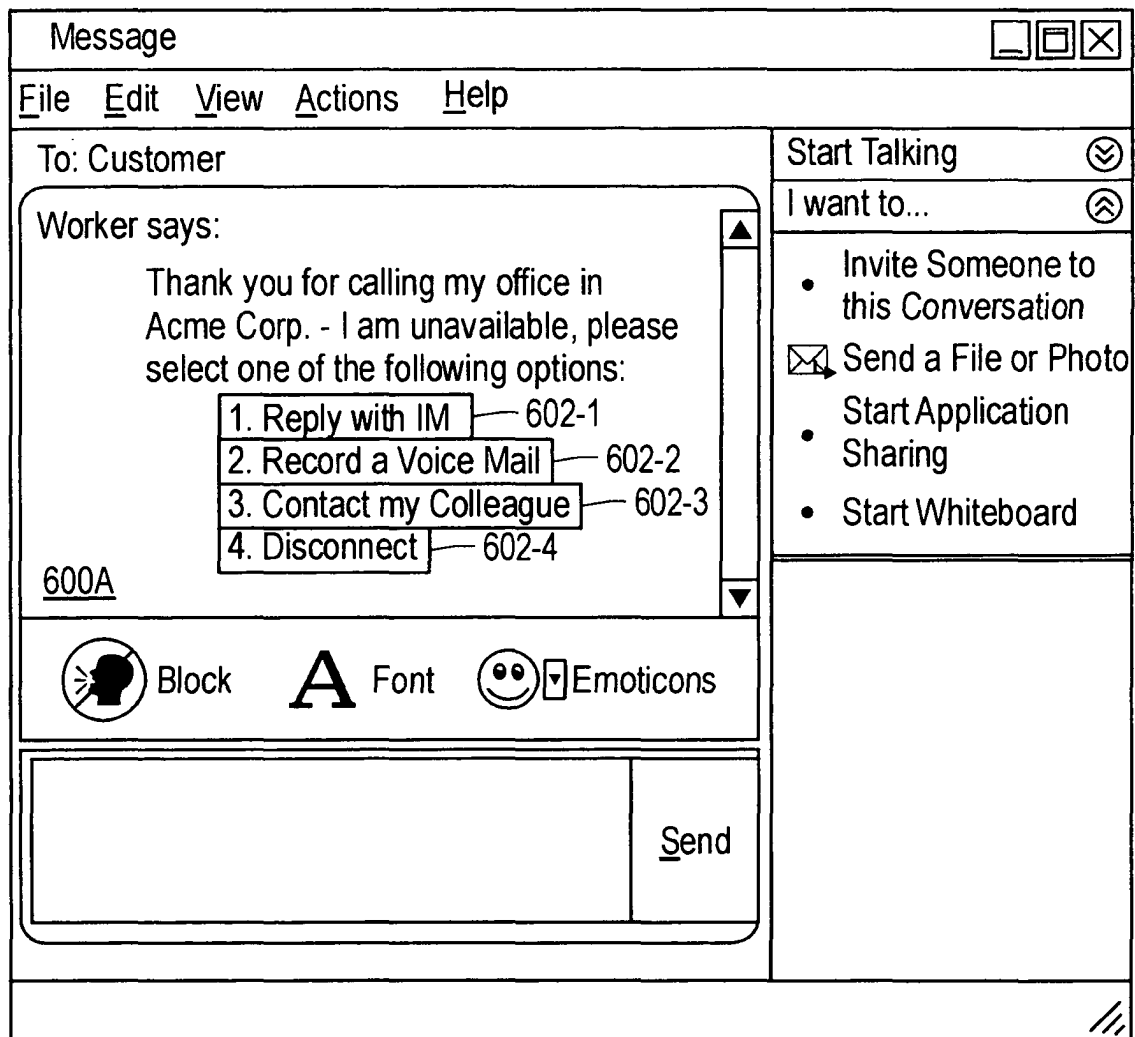 Message
File Edit View Actions Help
To: Customer
Worker says:
Thank you for calling my office in
Acme Corp. - I am unavailable, please
select one of the following options:
1. Reply with IM 602-1
2. Record a Voice Mail 602-2
3. Contact my Colleague 602-3
4. Disconnect 602-4
600A
Block A Font Emoticons
Send
Start Talking
I want to...
• Invite Someone to
this Conversation
Send a File or Photo
• Start Application
Sharing
• Start Whiteboard